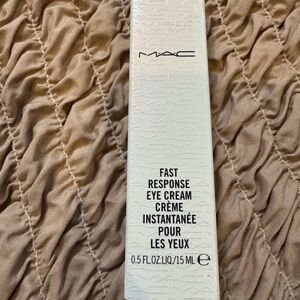 MAC
FAST
RESPONSE
EYE CREAM
CRÈME
INSTANTANÉE
POUR
LES YEUX
0.5 FL.OZ.LIQ./15 ML ℮